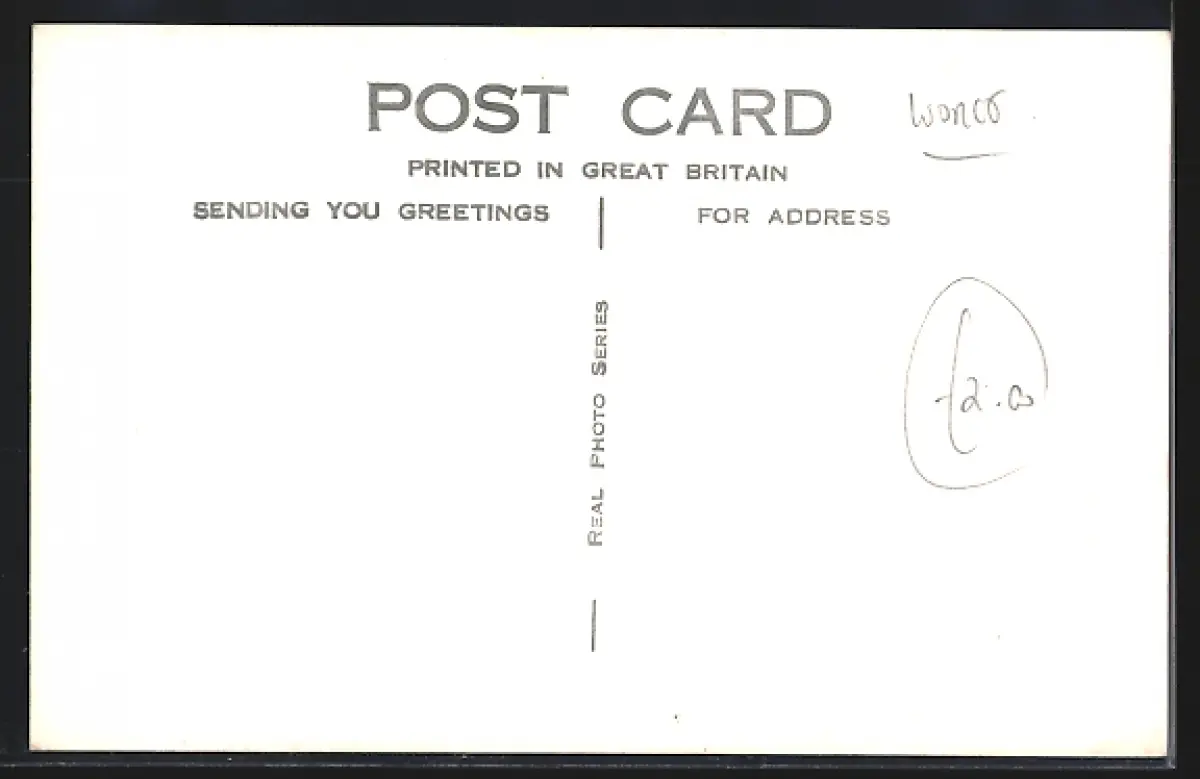 POST CARD
Worcs
PRINTED IN GREAT BRITAIN
SENDING YOU GREETINGS
FOR ADDRESS
REAL PHOTO SERIES
£2.00